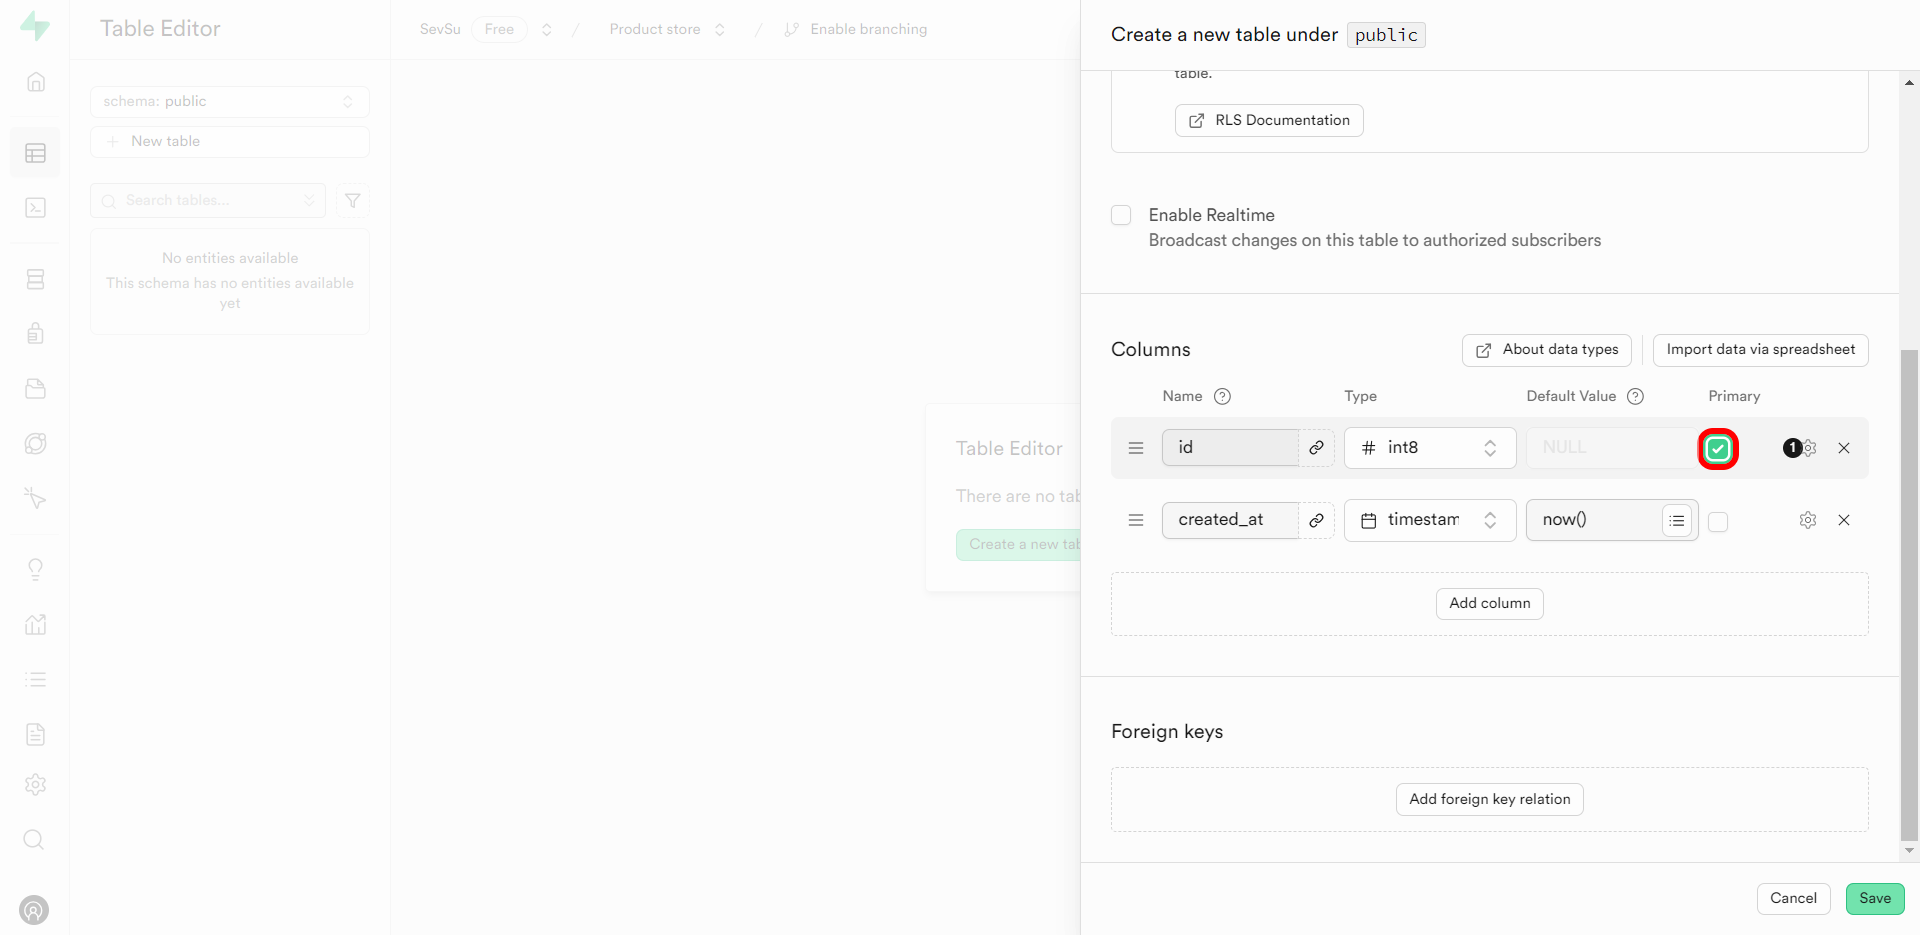 Table Editor
SevSu Free / Product store / Enable branching
schema: public
New table
Search tables...
No entities available
This schema has no entities available
yet
Table Editor
There are no tab
Create a new tab
Create a new table under public
table.
RLS Documentation
Enable Realtime
Broadcast changes on this table to authorized subscribers
Columns
About data types
Import data via spreadsheet
Name ? Type Default Value ? Primary
id # int8 NULL 1
created_at timestam now()
Add column
Foreign keys
Add foreign key relation
Cancel Save